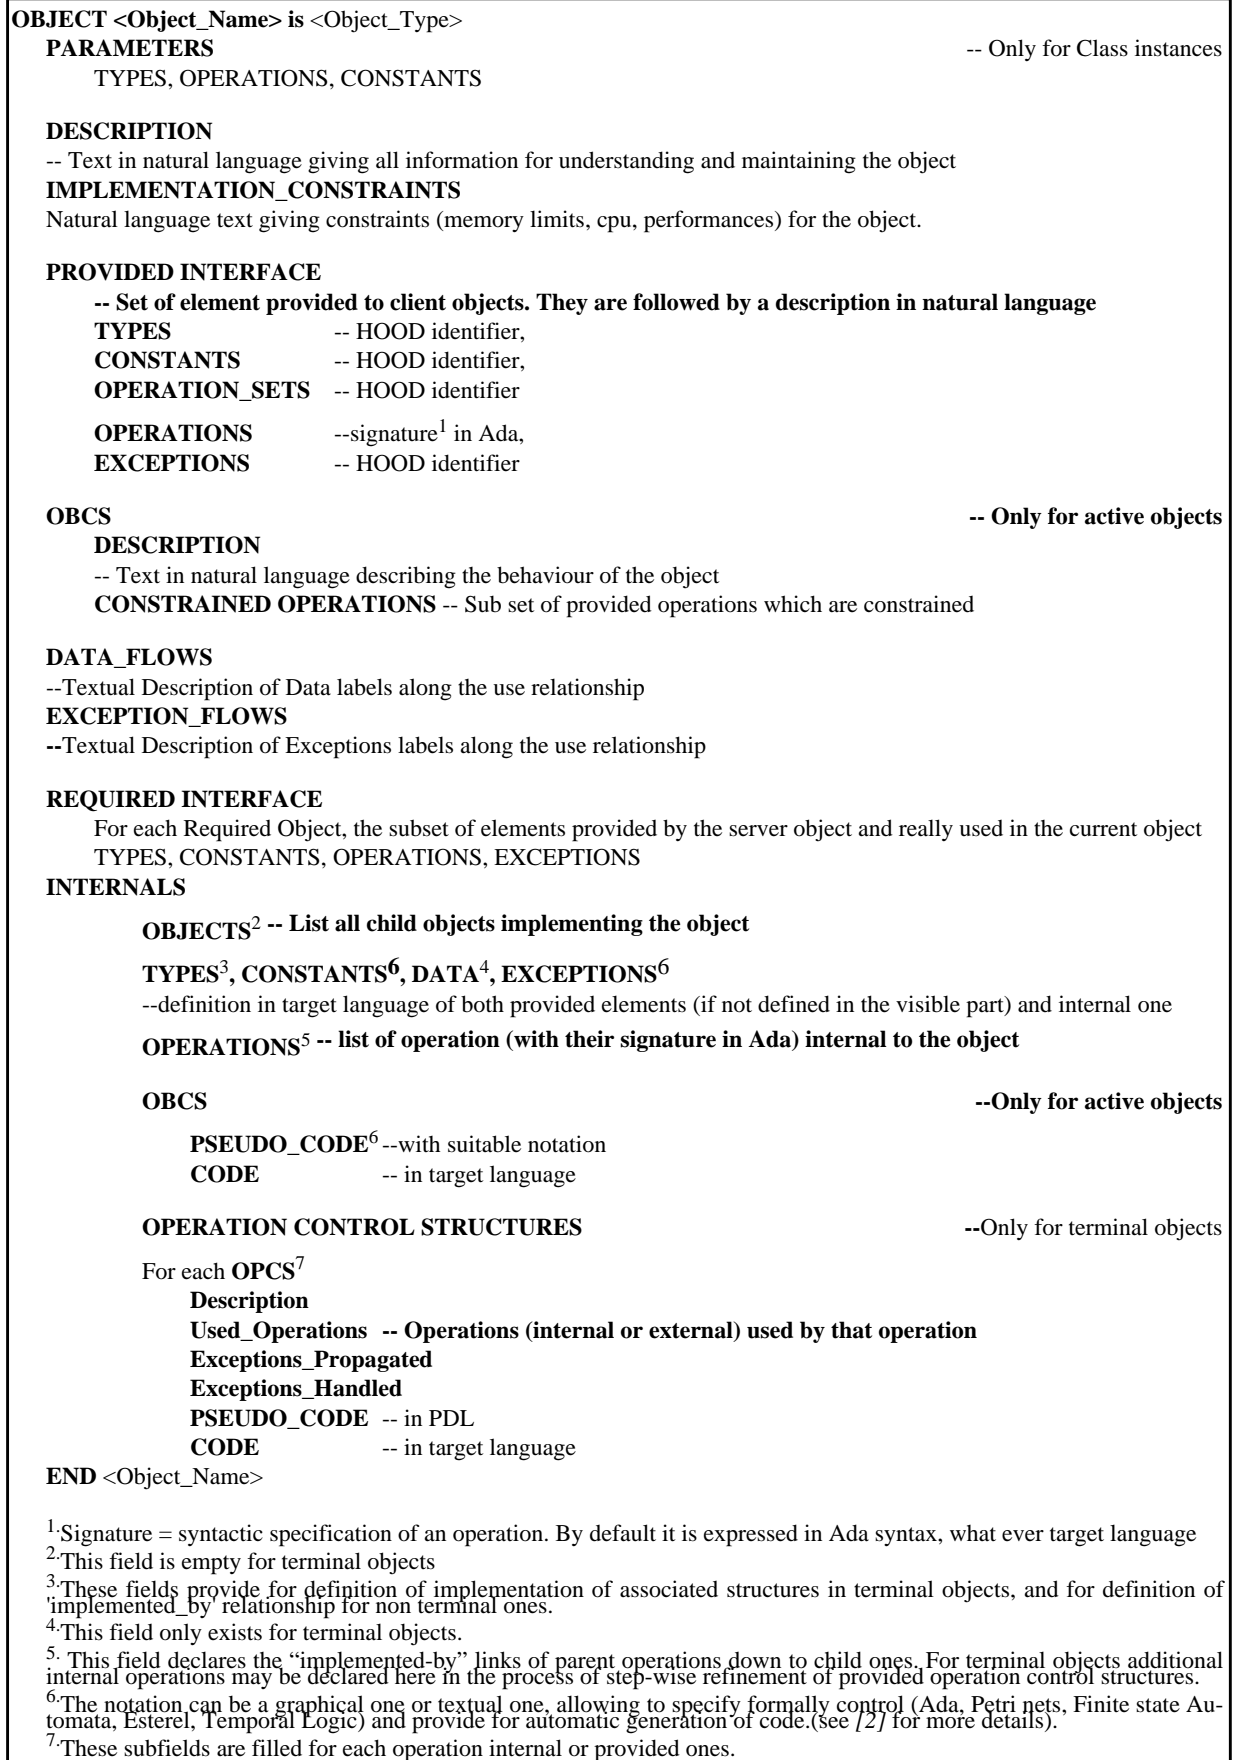 OBJECT <Object_Name> is <Object_Type>
PARAMETERS -- Only for Class instances
TYPES, OPERATIONS, CONSTANTS
DESCRIPTION
-- Text in natural language giving all information for understanding and maintaining the object
IMPLEMENTATION_CONSTRAINTS
Natural language text giving constraints (memory limits, cpu, performances) for the object.
PROVIDED INTERFACE
-- Set of element provided to client objects. They are followed by a description in natural language
TYPES -- HOOD identifier,
CONSTANTS -- HOOD identifier,
OPERATION_SETS -- HOOD identifier
OPERATIONS --signature1 in Ada,
EXCEPTIONS -- HOOD identifier
OBCS -- Only for active objects
DESCRIPTION
-- Text in natural language describing the behaviour of the object
CONSTRAINED OPERATIONS -- Sub set of provided operations which are constrained
DATA_FLOWS
--Textual Description of Data labels along the use relationship
EXCEPTION_FLOWS
--Textual Description of Exceptions labels along the use relationship
REQUIRED INTERFACE
For each Required Object, the subset of elements provided by the server object and really used in the current object
TYPES, CONSTANTS, OPERATIONS, EXCEPTIONS
INTERNALS
OBJECTS2 -- List all child objects implementing the object
TYPES3, CONSTANTS6, DATA4, EXCEPTIONS6
--definition in target language of both provided elements (if not defined in the visible part) and internal one
OPERATIONS5 -- list of operation (with their signature in Ada) internal to the object
OBCS --Only for active objects
PSEUDO_CODE6 --with suitable notation
CODE -- in target language
OPERATION CONTROL STRUCTURES --Only for terminal objects
For each OPCS7
Description
Used_Operations -- Operations (internal or external) used by that operation
Exceptions_Propagated
Exceptions_Handled
PSEUDO_CODE -- in PDL
CODE -- in target language
END <Object_Name>
1.Signature = syntactic specification of an operation. By default it is expressed in Ada syntax, what ever target language
2.This field is empty for terminal objects
3.These fields provide for definition of implementation of associated structures in terminal objects, and for definition of
'implemented_by' relationship for non terminal ones.
4.This field only exists for terminal objects.
5. This field declares the “implemented-by” links of parent operations down to child ones. For terminal objects additional
internal operations may be declared here in the process of step-wise refinement of provided operation control structures.
6.The notation can be a graphical one or textual one, allowing to specify formally control (Ada, Petri nets, Finite state Au-
tomata, Esterel, Temporal Logic) and provide for automatic generation of code.(see [2] for more details).
7.These subfields are filled for each operation internal or provided ones.